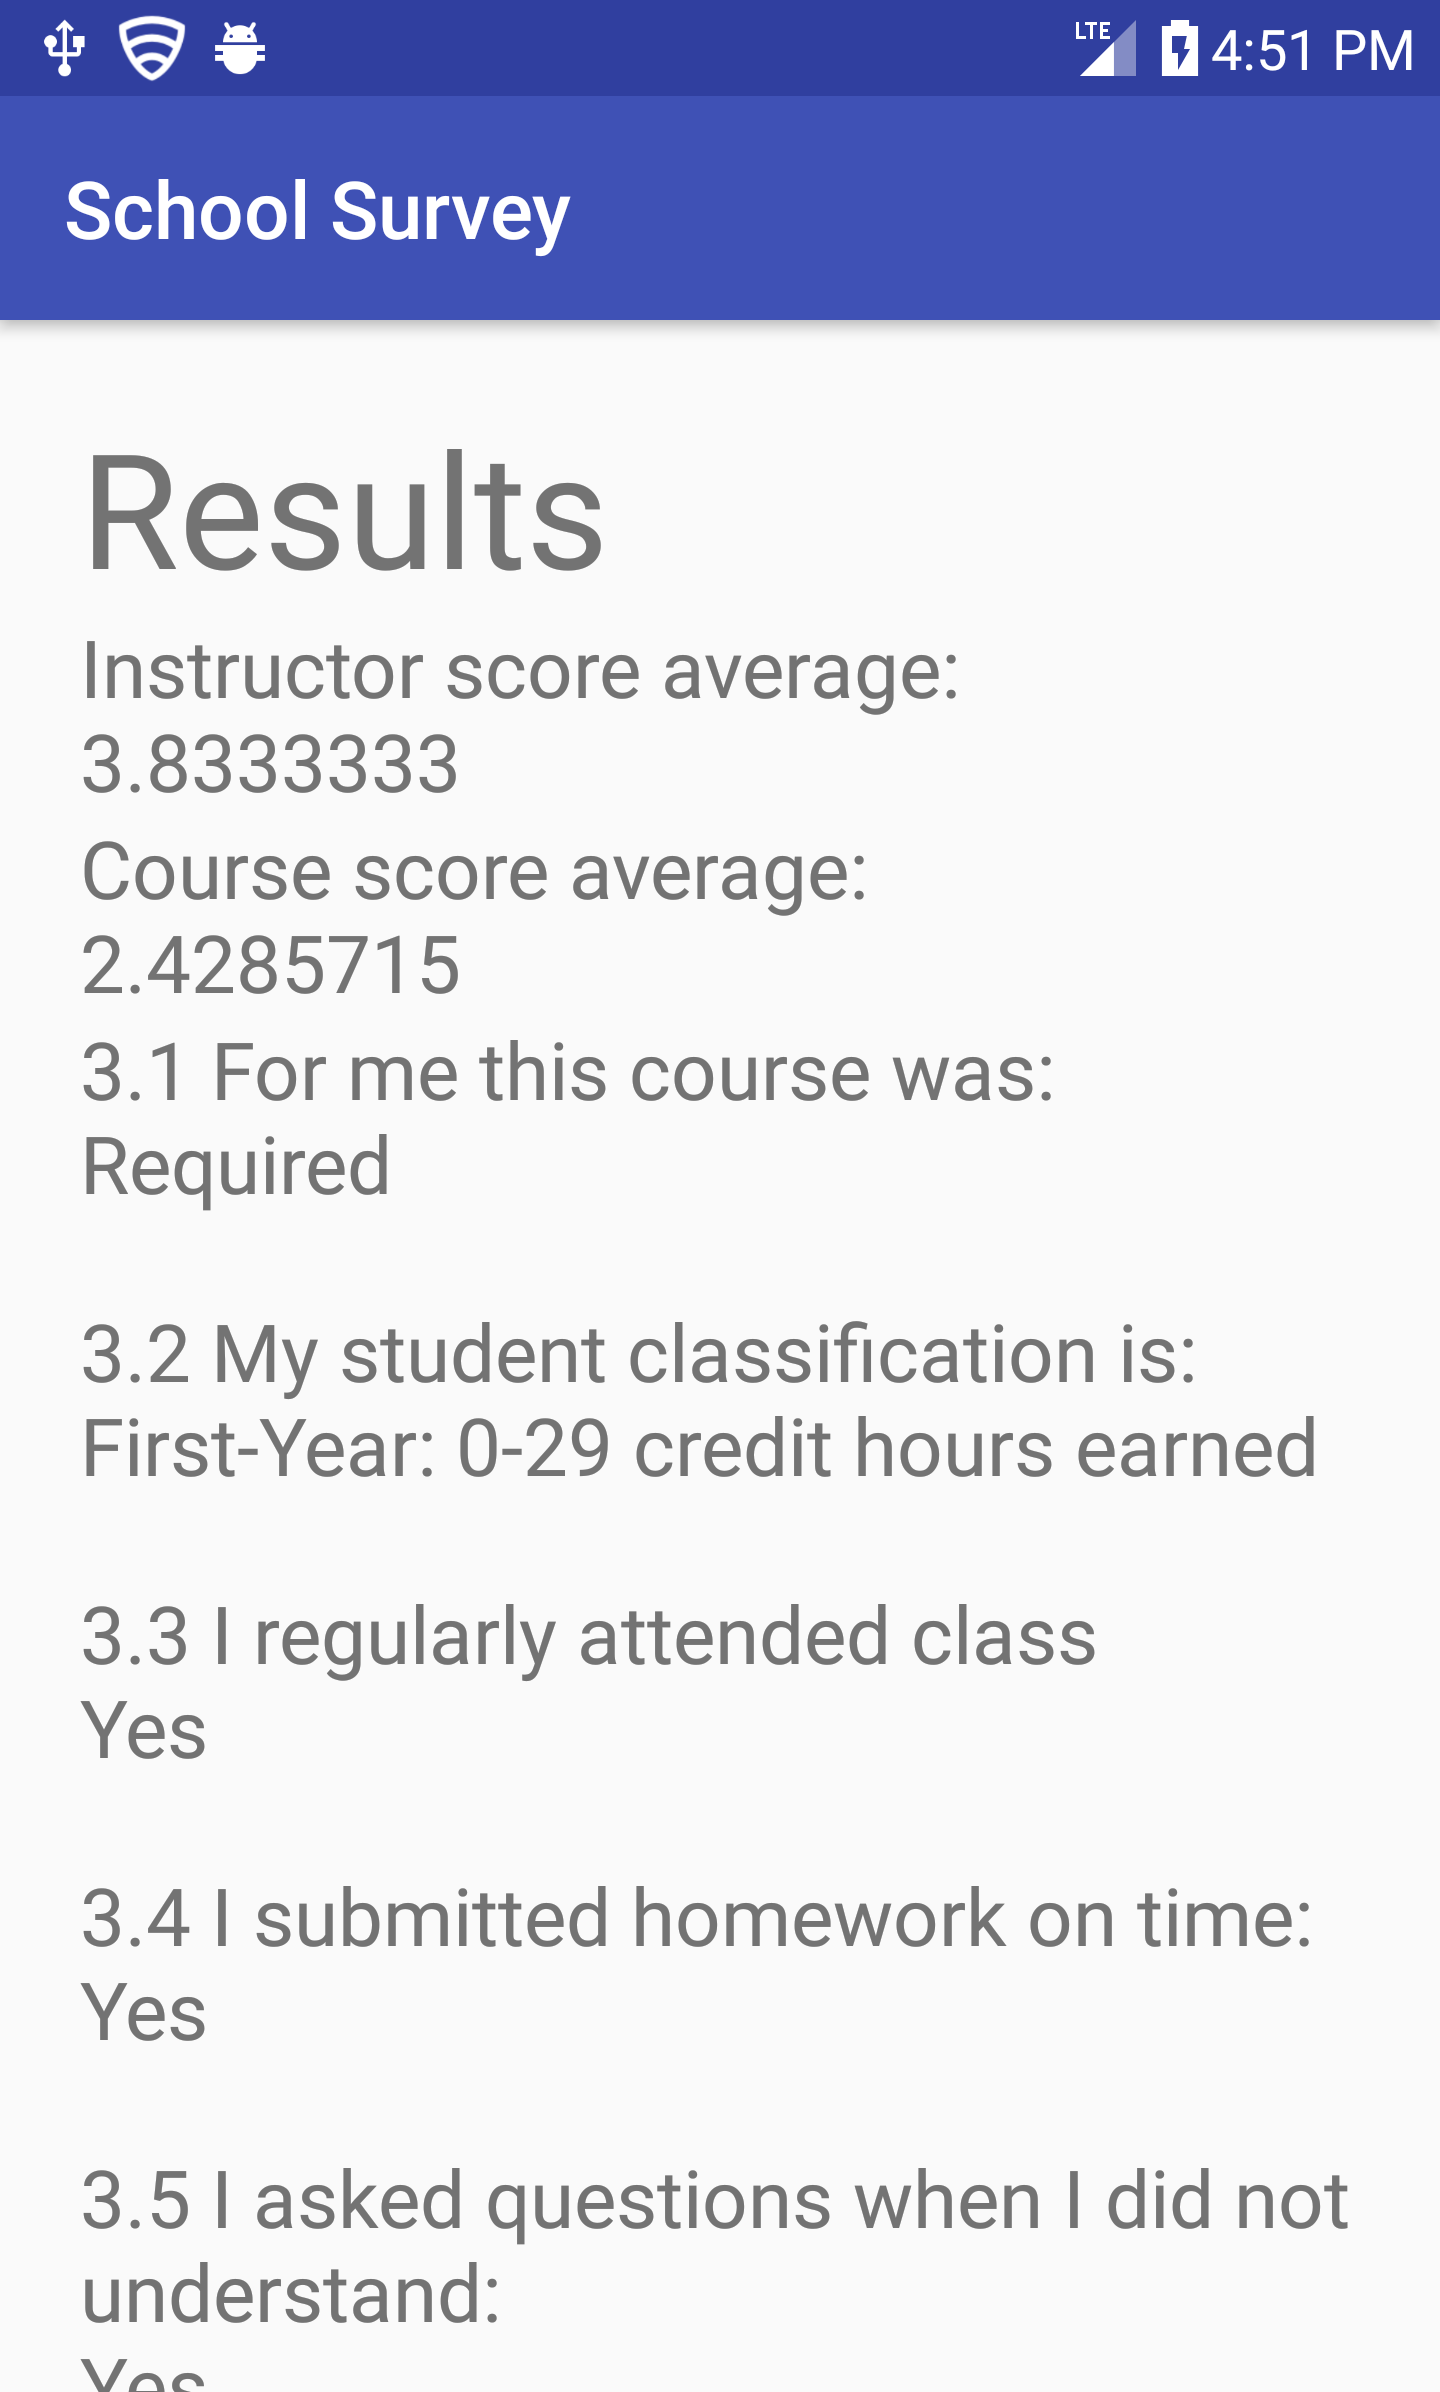 LTE 4:51 PM
School Survey
Results
Instructor score average:
3.8333333
Course score average:
2.4285715
3.1 For me this course was:
Required
3.2 My student classification is:
First-Year: 0-29 credit hours earned
3.3 I regularly attended class
Yes
3.4 I submitted homework on time:
Yes
3.5 I asked questions when I did not
understand:
Yes